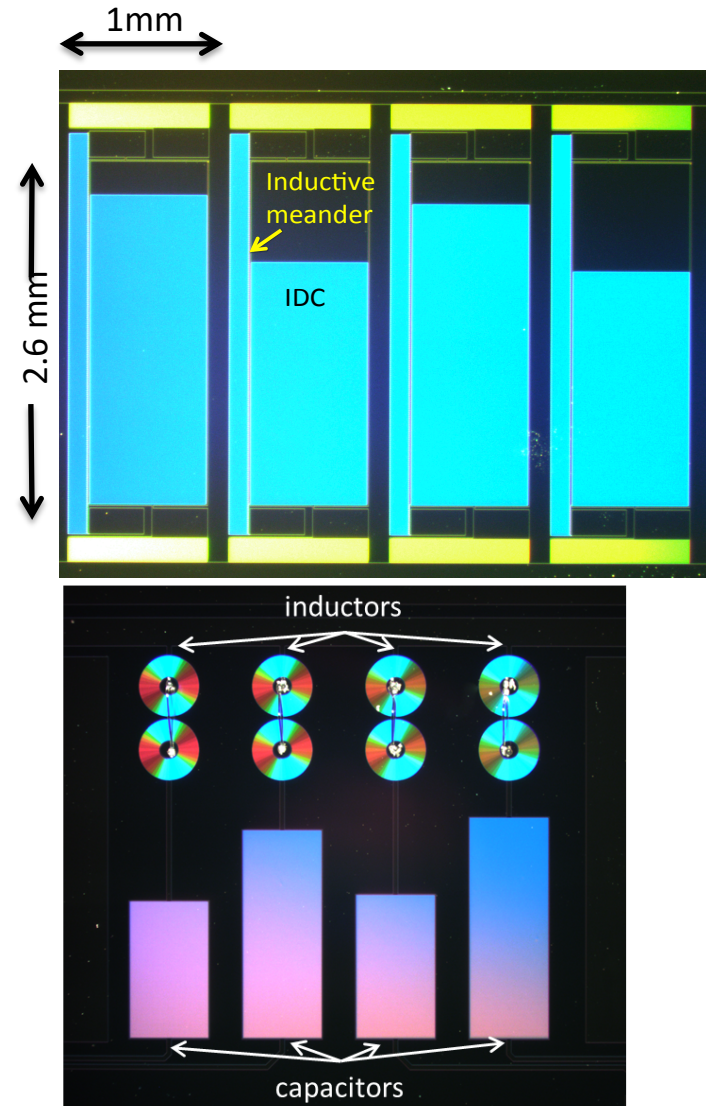 1mm
2.6 mm
Inductive
meander
IDC
inductors
capacitors